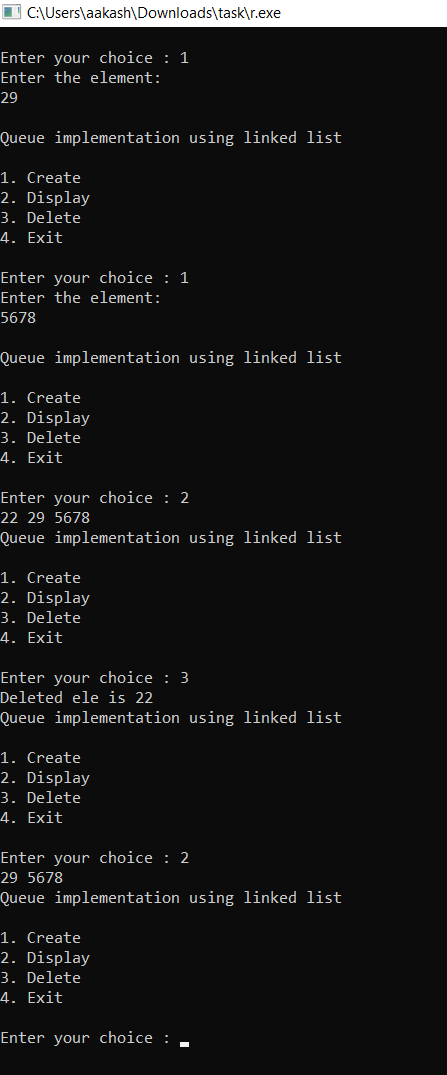 C:\Users\aakash\Downloads\task\r.exe
Enter your choice : 1
Enter the element:
29
Queue implementation using linked list
1. Create
2. Display
3. Delete
4. Exit
Enter your choice : 1
Enter the element:
5678
Queue implementation using linked list
1. Create
2. Display
3. Delete
4. Exit
Enter your choice : 2
22 29 5678
Queue implementation using linked list
1. Create
2. Display
3. Delete
4. Exit
Enter your choice : 3
Deleted ele is 22
Queue implementation using linked list
1. Create
2. Display
3. Delete
4. Exit
Enter your choice : 2
29 5678
Queue implementation using linked list
1. Create
2. Display
3. Delete
4. Exit
Enter your choice :